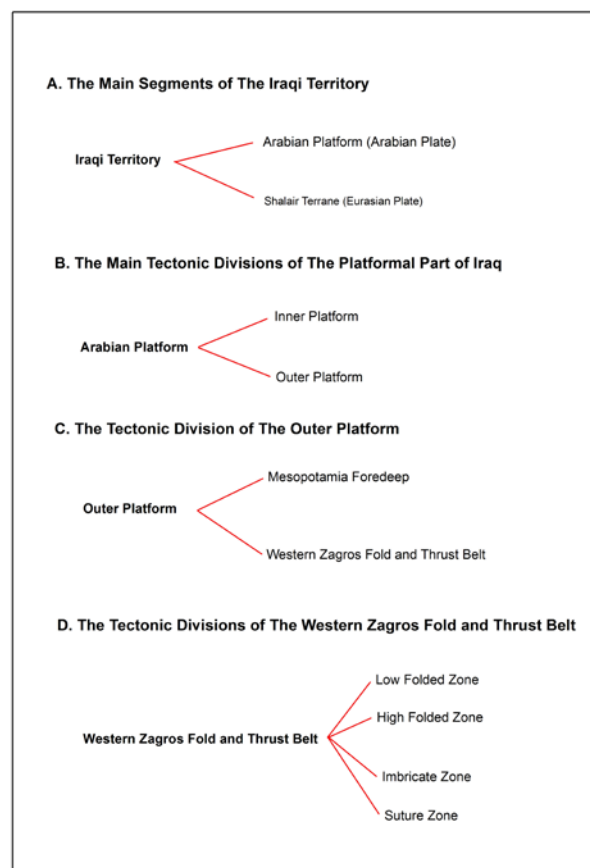 A. The Main Segments of The Iraqi Territory
Arabian Platform (Arabian Plate)
Iraqi Territory
Shalair Terrane (Eurasian Plate)
B. The Main Tectonic Divisions of The Platformal Part of Iraq
Inner Platform
Arabian Platform
Outer Platform
C. The Tectonic Division of The Outer Platform
Mesopotamia Foredeep
Outer Platform
Western Zagros Fold and Thrust Belt
D. The Tectonic Divisions of The Western Zagros Fold and Thrust Belt
Low Folded Zone
High Folded Zone
Western Zagros Fold and Thrust Belt
Imbricate Zone
Suture Zone